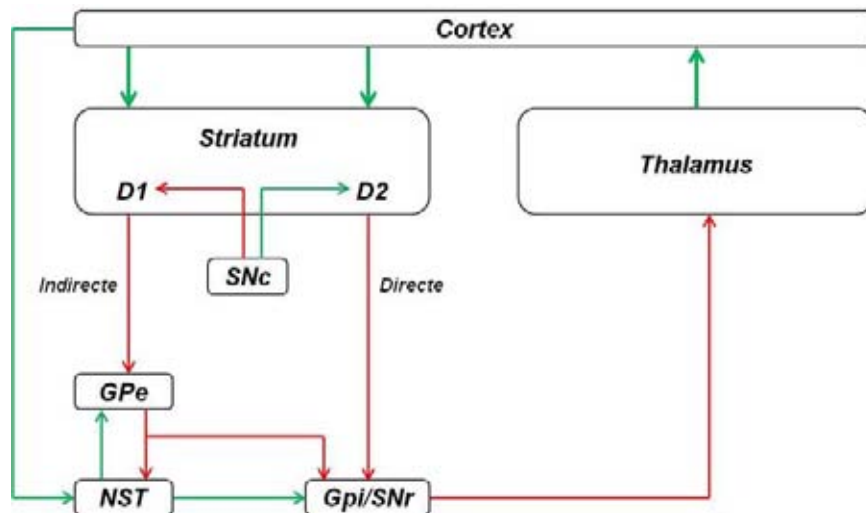 Cortex
Striatum
Thalamus
D1
D2
SNc
Indirecte
Directe
GPe
NST
Gpi/SNr